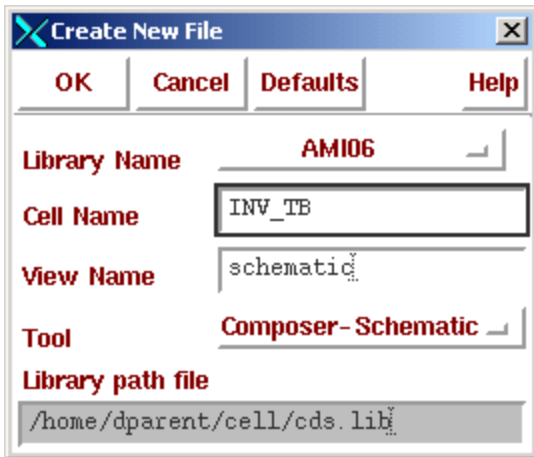 Create New File
OK Cancel Defaults Help
Library Name AMI06
Cell Name INV_TB
View Name schematic
Tool Composer-Schematic
Library path file
/home/dparent/cell/cds.lib